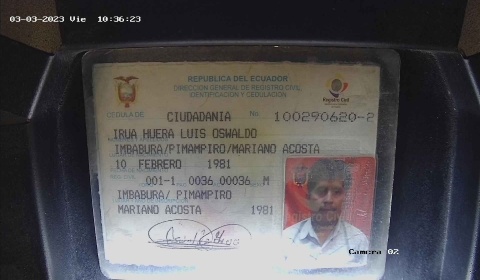 03-03-2023 Vie 10:36:23
REPUBLICA DEL ECUADOR
DIRECCION GENERAL DE REGISTRO CIVIL
IDENTIFICACION Y CEDULACION
CEDULA DE CIUDADANIA No 100290620-2
IRUA HUERA LUIS OSWALDO
IMBABURA/PIMAMPIRO/MARIANO ACOSTA
10 FEBRERO 1981
001-1 0036 00036 M
IMBABURA/ PIMAMPIRO
MARIANO ACOSTA 1981
Camera 02